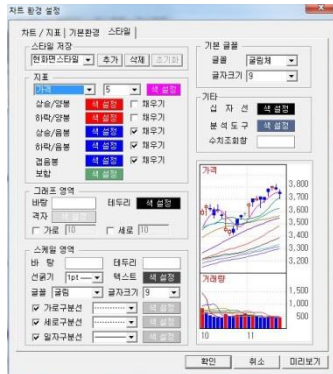 차트 환경 설정
차트 / 지표 기본환경 스타일
스타일 저장
현화면스타일 추가 삭제 초기화
지표
가격 5 색 설정
상승/양봉 색 설정 채우기
하락/양봉 색 설정 채우기
상승/음봉 색 설정 채우기
하락/음봉 색 설정 채우기
겹음봉 색 설정 채우기
보합 색 설정
그래프 영역
바탕 테두리 색 설정
격자 색 설정
가로 10 세로 10
스케일 영역
바 탕 테두리
선굵기 1pt 텍스트 색 설정
글꼴 굴림 글자크기 9
가로구분선 색 설정
세로구분선 색 설정
일자구분선 색 설정
기본 글꼴
글꼴 굴림체
글자크기 9
기타
십 자 선 색 설정
분 석 도 구 색 설정
수치조회창
가격
3,800
3,700
3,600
3,500
3,400
3,300
3,200
거래량
1,500
1,000
500
10 11
확인 취소 미리보기